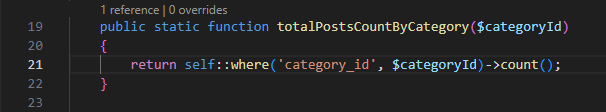 1 reference | 0 overrides
19 public static function totalPostsCountByCategory($categoryId)
20 {
21 return self::where('category_id', $categoryId)->count();
22 }